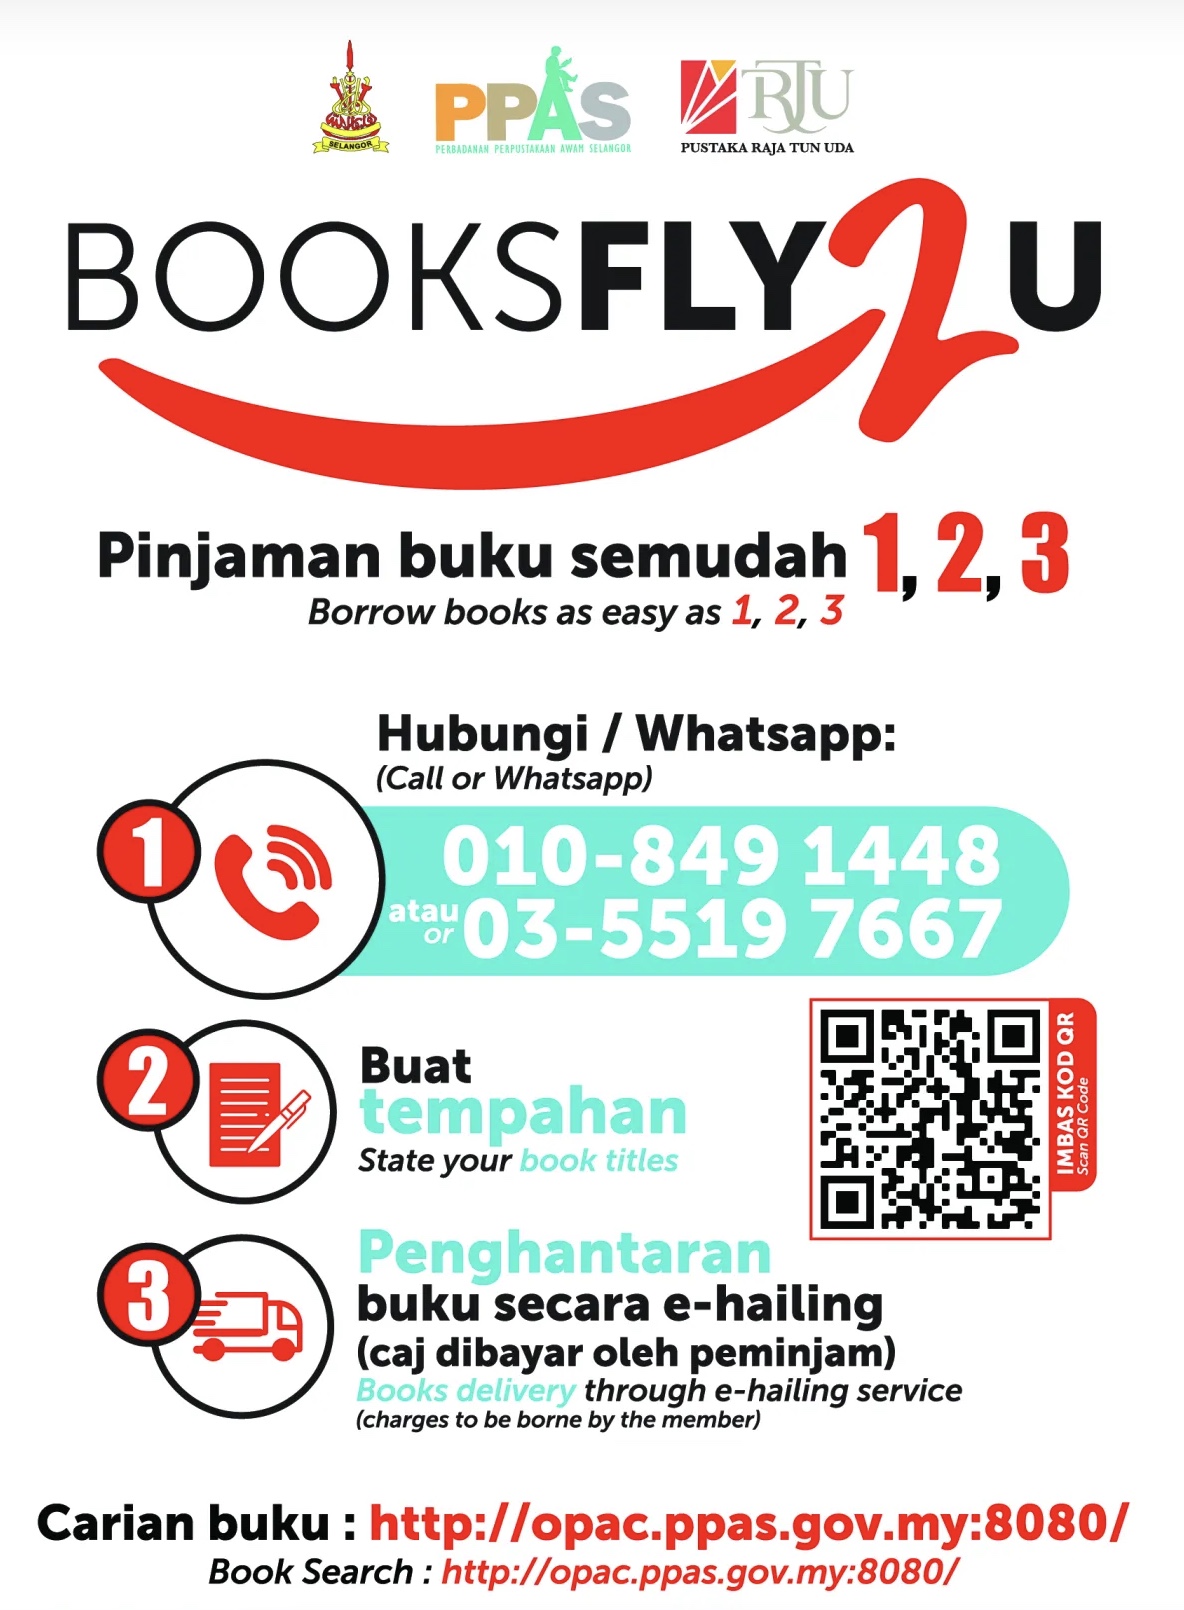 SELANGOR
PPAS
PERBADANAN PERPUSTAKAAN AWAM SELANGOR
RTU
PUSTAKA RAJA TUN UDA
BOOKSFLY2U
Pinjaman buku semudah 1, 2, 3
Borrow books as easy as 1, 2, 3
Hubungi / Whatsapp:
(Call or Whatsapp)
1
010-849 1448
atau
or
03-5519 7667
2
Buat
tempahan
State your book titles
IMBAS KOD QR
Scan QR Code
3
Penghantaran
buku secara e-hailing
(caj dibayar oleh peminjam)
Books delivery through e-hailing service
(charges to be borne by the member)
Carian buku : http://opac.ppas.gov.my:8080/
Book Search : http://opac.ppas.gov.my:8080/